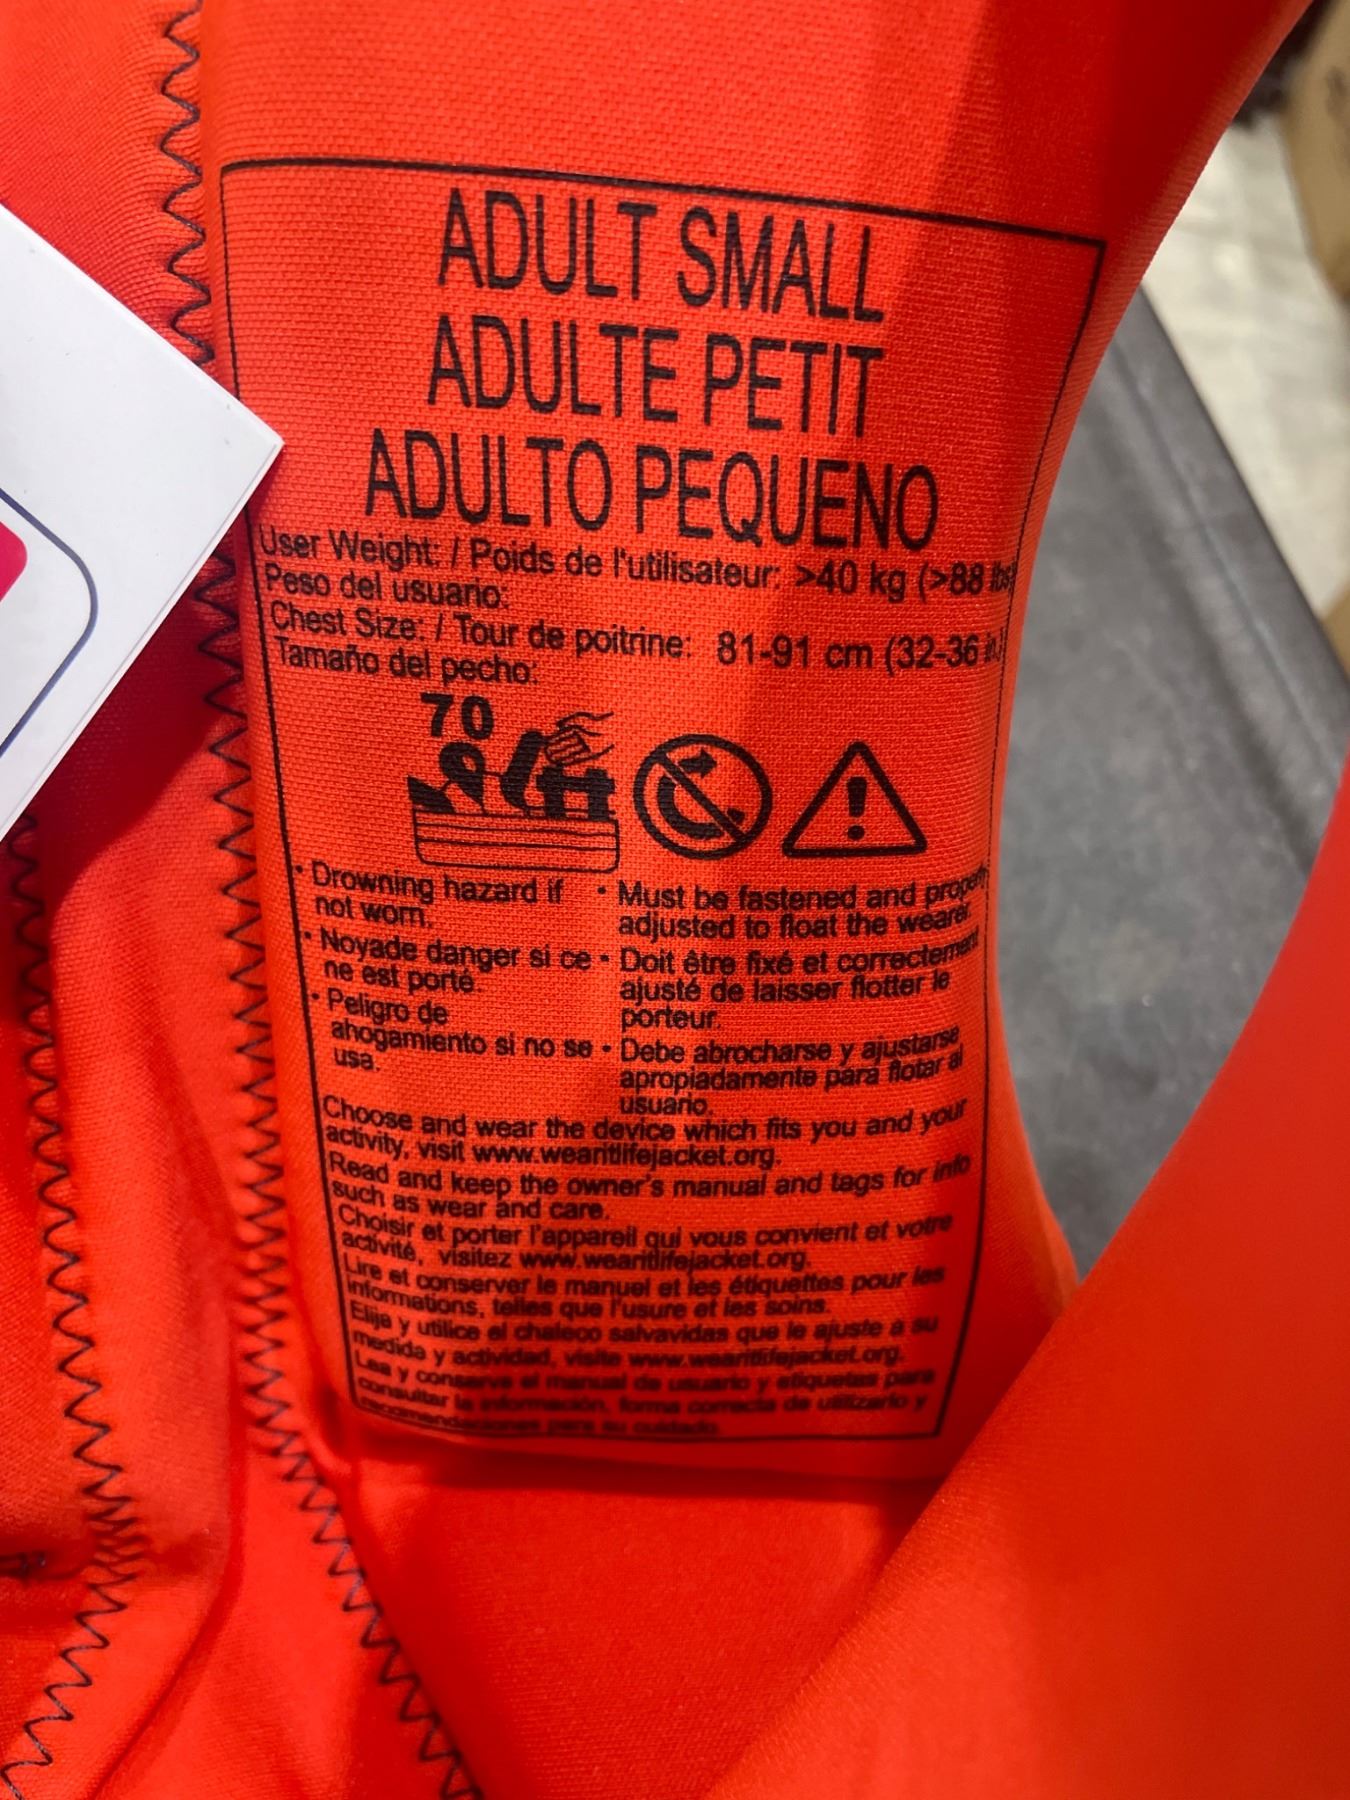 ADULT SMALL
ADULTE PETIT
ADULTO PEQUENO
User Weight: / Poids de l'utilisateur: >40 kg (>88 lbs)
Peso del usuario:
Chest Size: / Tour de poitrine: 81-91 cm (32-36 in.)
Tamaño del pecho:
70
• Drowning hazard if
not worn.
• Noyade danger si ce
ne est porté.
• Peligro de
ahogamiento si no se
usa.
• Must be fastened and properly
adjusted to float the wearer.
• Doit être fixé et correctement
ajusté de laisser flotter le
porteur.
• Debe abrocharse y ajustarse
apropiadamente para flotar al
usuario.
Choose and wear the device which fits you and your
activity, visit www.wearitlifejacket.org.
Read and keep the owner's manual and tags for info
such as wear and care.
Choisir et porter l'appareil qui vous convient et votre
activité, visitez www.wearitlifejacket.org.
Lire et conserver le manuel et les étiquettes pour les
informations, telles que l'usure et les soins.
Elija y utilice el chaleco salvavidas que le ajuste a su
medida y actividad, visite www.wearitlifejacket.org.
Lea y conserve el manual de usuario y etiquetas para
consultar la información, forma correcta de utilizarlo y
recomendaciones para su cuidado.